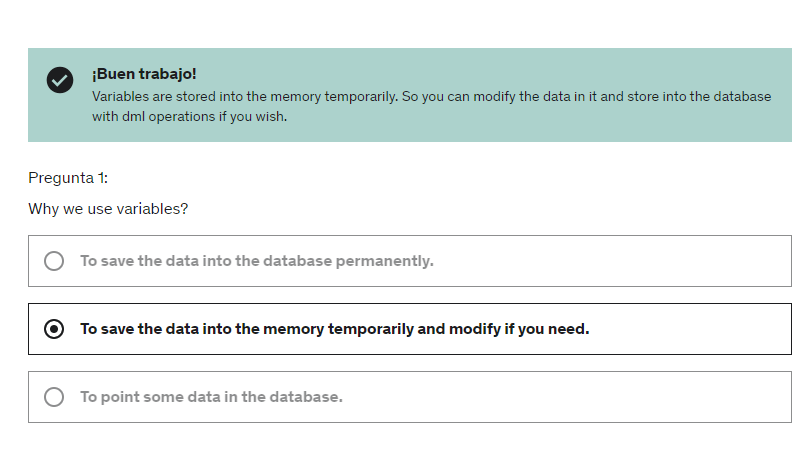 ¡Buen trabajo!
Variables are stored into the memory temporarily. So you can modify the data in it and store into the database
with dml operations if you wish.
Pregunta 1:
Why we use variables?
To save the data into the database permanently.
To save the data into the memory temporarily and modify if you need.
To point some data in the database.